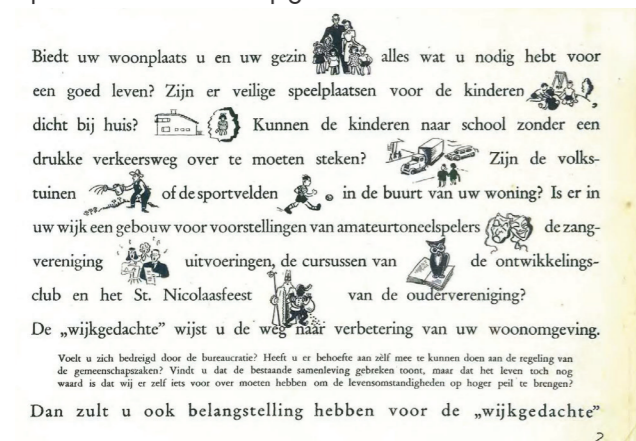 Biedt uw woonplaats u en uw gezin alles wat u nodig hebt voor
een goed leven? Zijn er veilige speelplaatsen voor de kinderen,
dicht bij huis? Kunnen de kinderen naar school zonder een
drukke verkeersweg over te moeten steken? Zijn de volks-
tuinen of de sportvelden in de buurt van uw woning? Is er in
uw wijk een gebouw voor voorstellingen van amateurtoneelspelers de zang-
vereniging uitvoeringen, de cursussen van de ontwikkelings-
club en het St. Nicolaasfeest van de oudervereniging?
De „wijkgedachte” wijst u de weg naar verbetering van uw woonomgeving.
Voelt u zich bedreigd door de bureaucratie? Heeft u er behoefte aan zèlf mee te kunnen doen aan de regeling van
de gemeenschapszaken? Vindt u dat de bestaande samenleving gebreken toont, maar dat het leven toch nog
waard is dat wij er zelf iets voor over moeten hebben om de levensomstandigheden op hoger peil te brengen?
Dan zult u ook belangstelling hebben voor de „wijkgedachte”
2